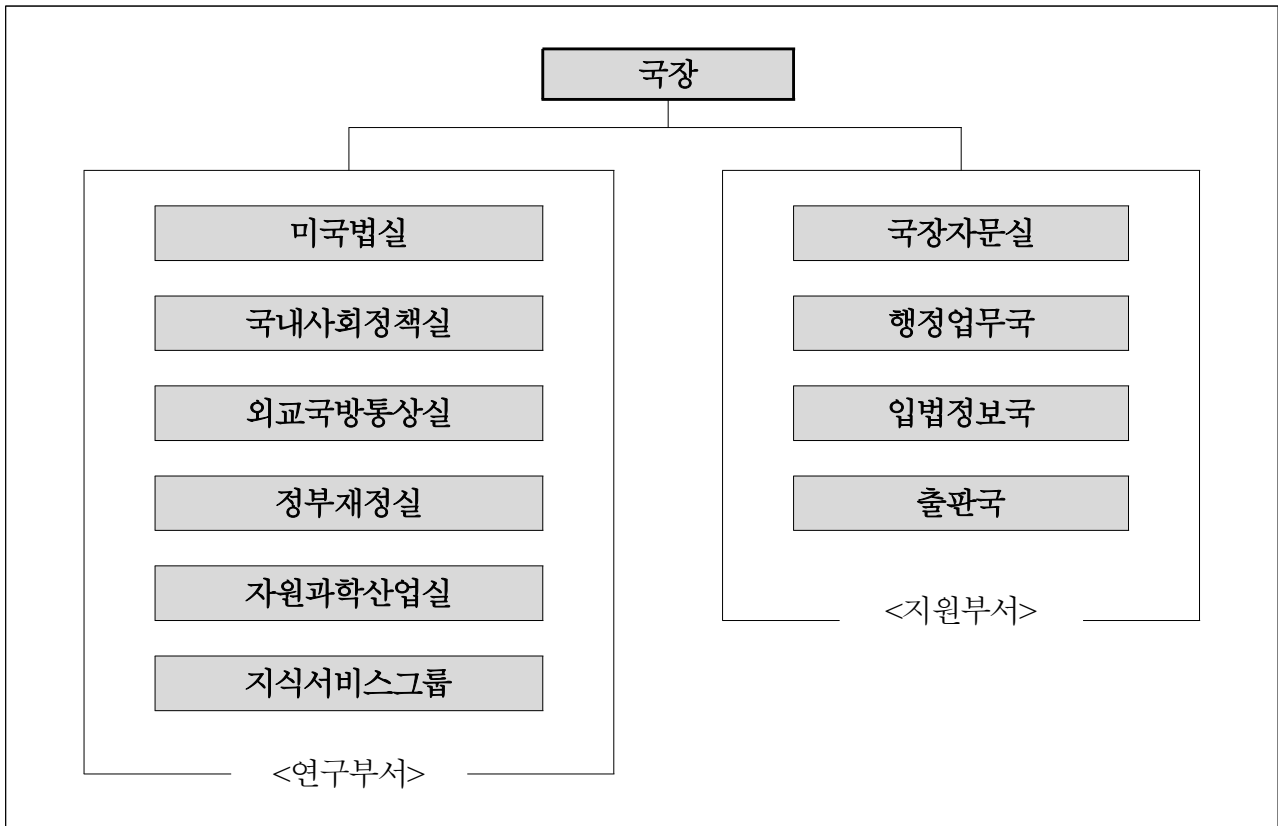 국장
미국법실
국내사회정책실
외교국방통상실
정부재정실
자원과학산업실
지식서비스그룹
<연구부서>
국장자문실
행정업무국
입법정보국
출판국
<지원부서>